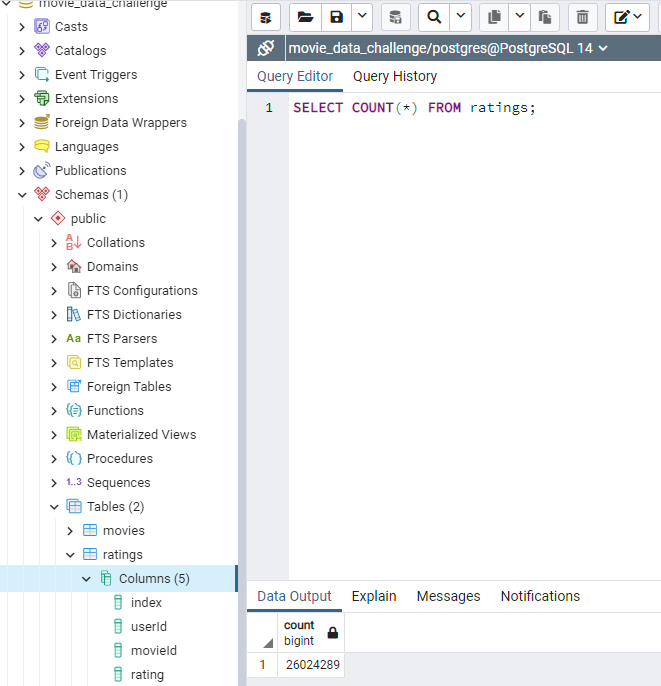 movie_data_challenge
Casts
Catalogs
Event Triggers
Extensions
Foreign Data Wrappers
Languages
Publications
Schemas (1)
public
Collations
Domains
FTS Configurations
FTS Dictionaries
Aa FTS Parsers
FTS Templates
Foreign Tables
Functions
Materialized Views
Procedures
1..3 Sequences
Tables (2)
movies
ratings
Columns (5)
index
userId
movieId
rating
movie_data_challenge/postgres@PostgreSQL 14
Query Editor Query History
1 SELECT COUNT(*) FROM ratings;
Data Output Explain Messages Notifications
count
bigint
1 26024289